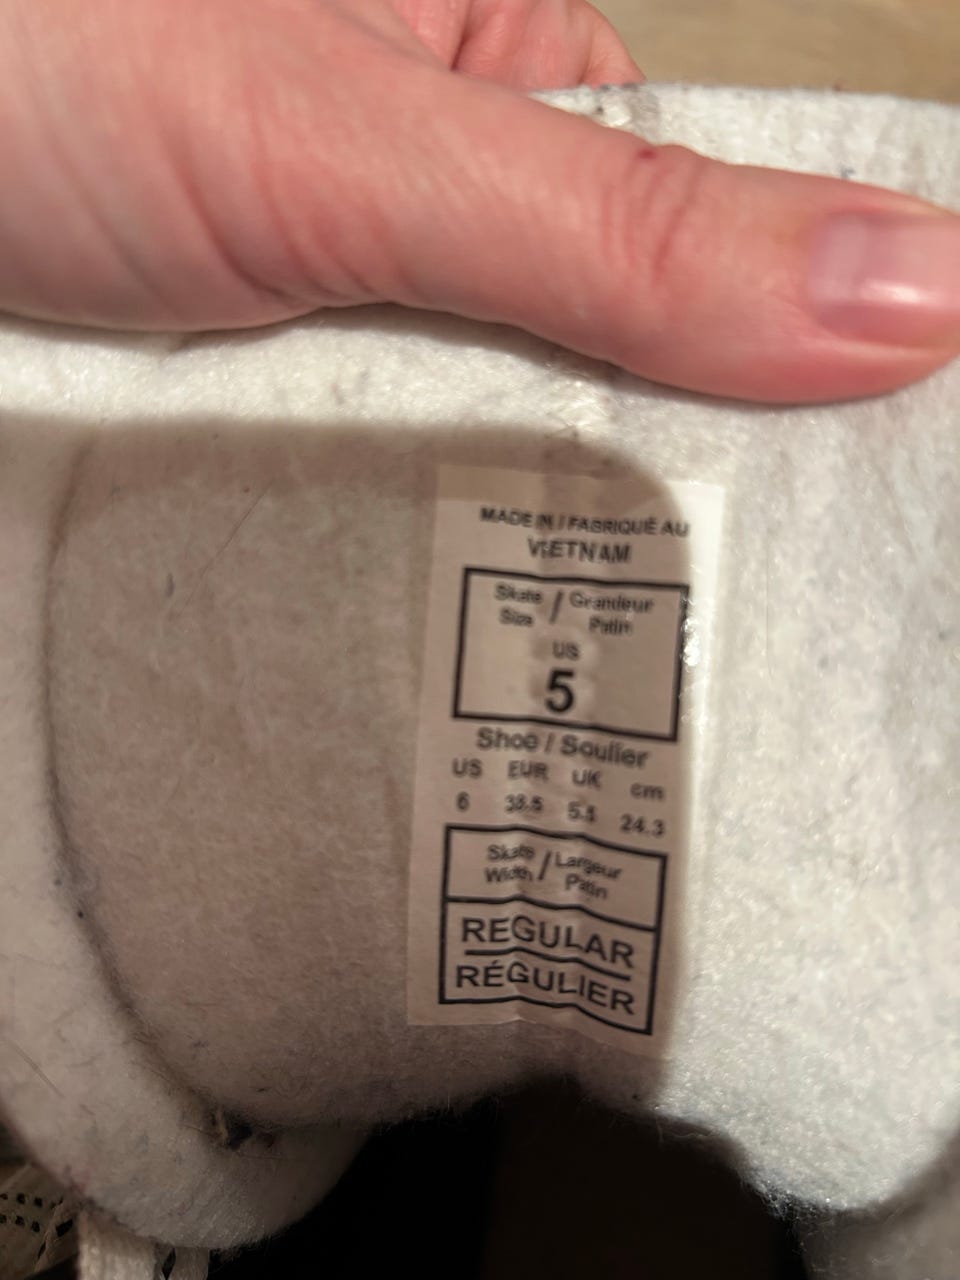 MADE IN / FABRIQUÉ AU
VIETNAM
Skate Size / Grandeur Patin
US
5
Shoe / Soulier
US EUR UK cm
6 38.5 5.5 24.3
Skate Width / Largeur Patin
REGULAR
RÉGULIER